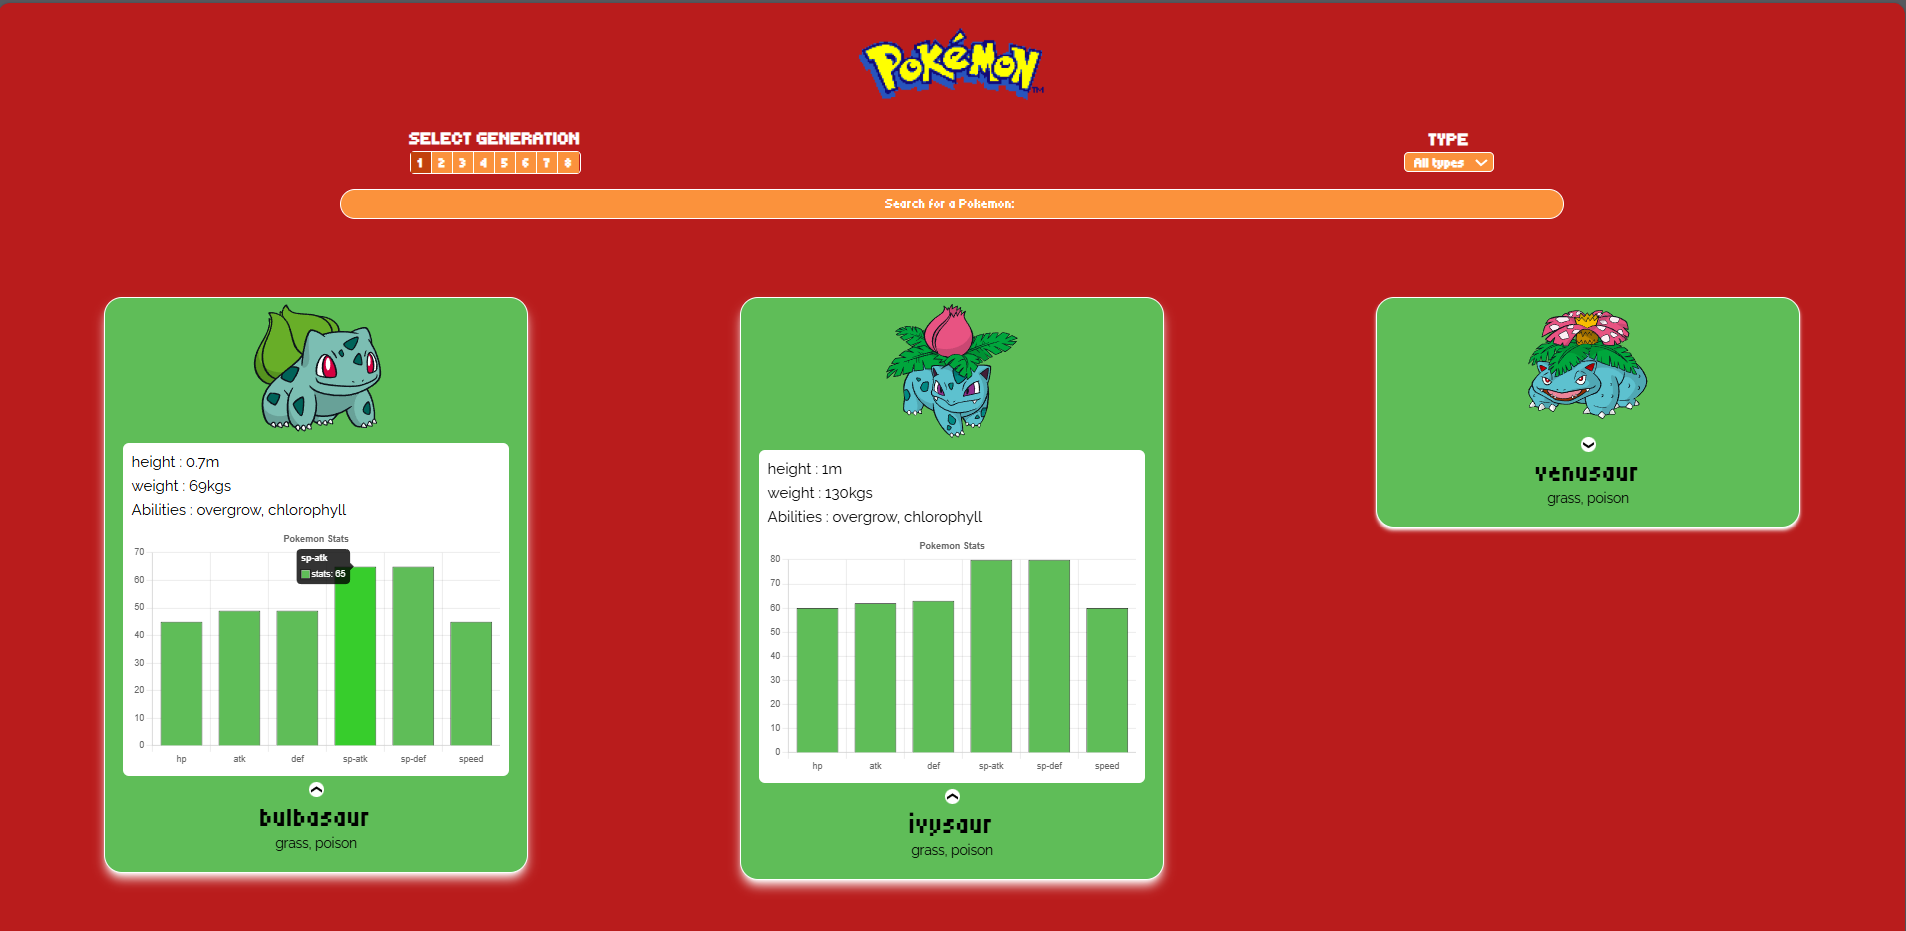 POKéMON™
SELECT GENERATION
1 2 3 4 5 6 7 8
TYPE
All types
Search for a Pokemon:
height : 0.7m
weight : 69kgs
Abilities : overgrow, chlorophyll
Pokemon Stats
70
60
50
40
30
20
10
0
sp-atk
stats: 65
hp atk def sp-atk sp-def speed
bulbasaur
grass, poison
height : 1m
weight : 130kgs
Abilities : overgrow, chlorophyll
Pokemon Stats
80
70
60
50
40
30
20
10
0
hp atk def sp-atk sp-def speed
ivysaur
grass, poison
venusaur
grass, poison